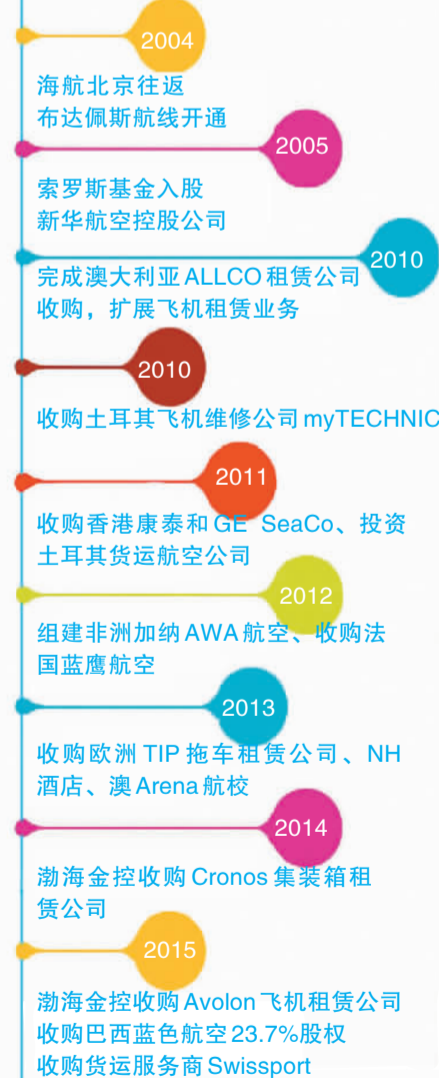 2004
海航北京往返
布达佩斯航线开通
2005
索罗斯基金入股
新华航空控股公司
2010
完成澳大利亚ALLCO租赁公司
收购，扩展飞机租赁业务
2010
收购土耳其飞机维修公司myTECHNIC
2011
收购香港康泰和GE SeaCo、投资
土耳其货运航空公司
2012
组建非洲加纳AWA航空、收购法
国蓝鹰航空
2013
收购欧洲TIP拖车租赁公司、NH
酒店、澳Arena航校
2014
渤海金控收购Cronos集装箱租
赁公司
2015
渤海金控收购Avolon飞机租赁公司
收购巴西蓝色航空23.7%股权
收购货运服务商Swissport